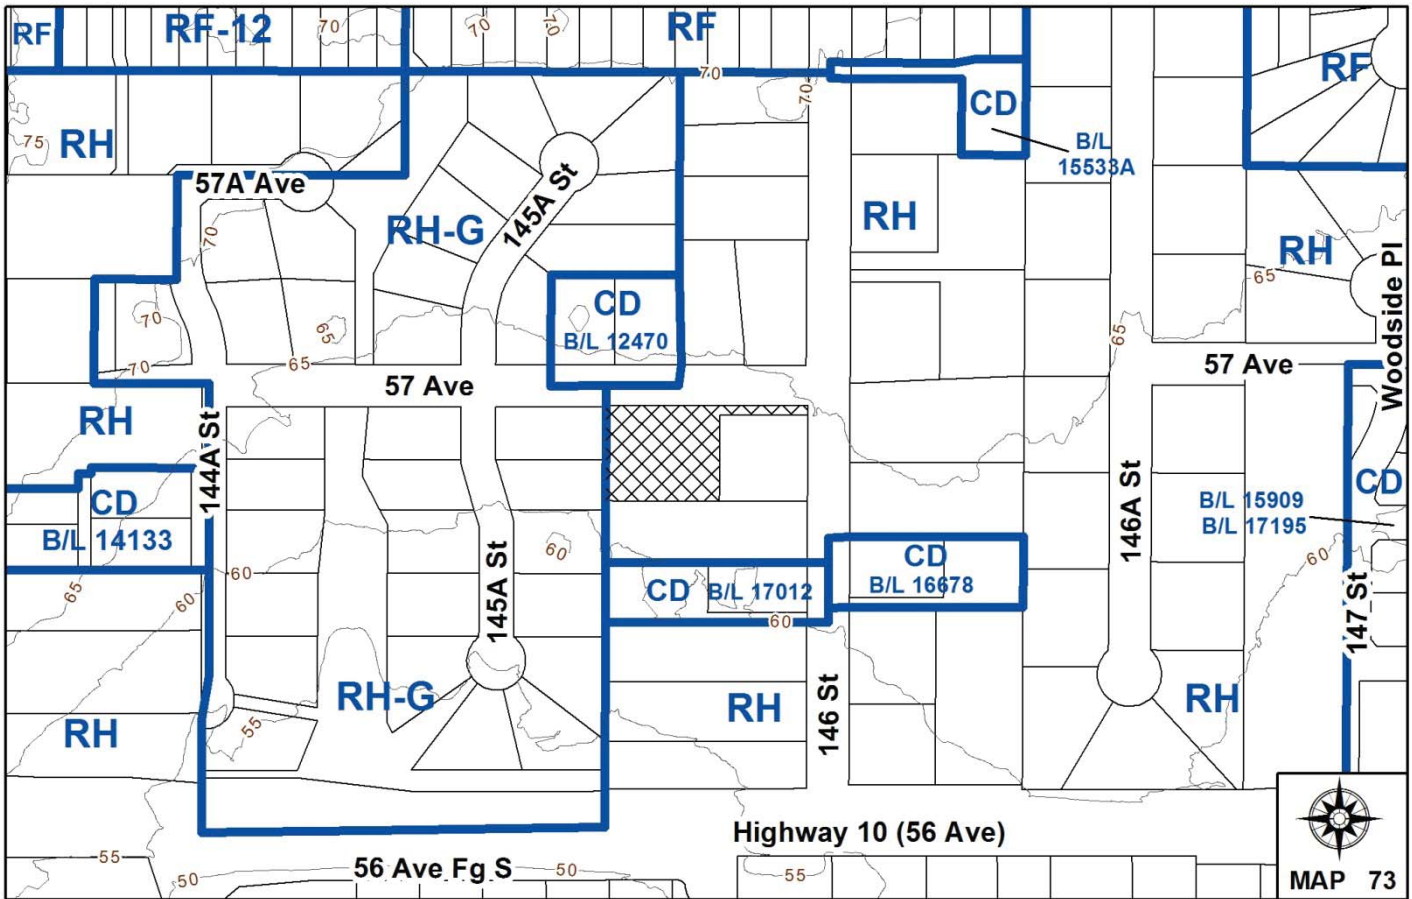 RF
RF-12
70
70
70
RF
RF
70
70
75
RH
CD
B/L
15533A
57A Ave
145A St
RH-G
RH
RH
70
65
Woodside Pl
CD
B/L 12470
70
65
65
70
65
57 Ave
57 Ave
RH
144A St
CD
B/L 14133
146A St
CD
B/L 15909
B/L 17195
60
60
60
65
60
145A St
CD
B/L 17012
CD
B/L 16678
60
147 St
RH-G
RH
RH
RH
55
146 St
Highway 10 (56 Ave)
55
50
56 Ave Fg S
50
55
MAP 73